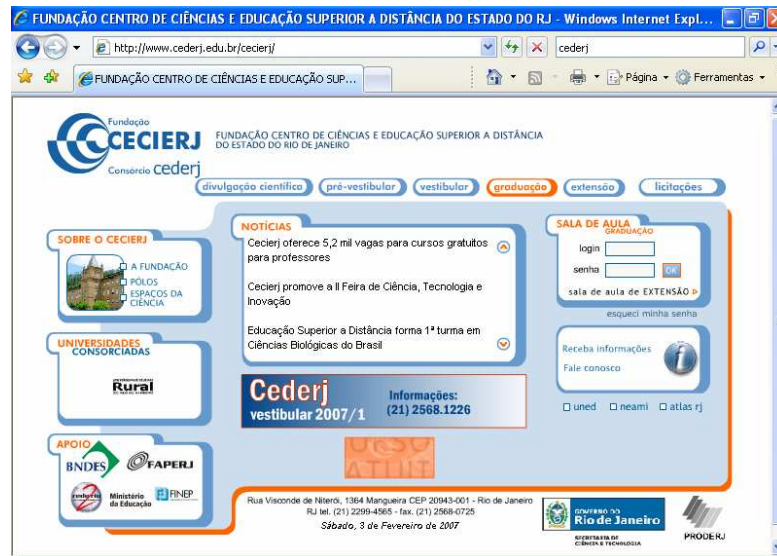 FUNDAÇÃO CENTRO DE CIÊNCIAS E EDUCAÇÃO SUPERIOR A DISTÂNCIA DO ESTADO DO RJ - Windows Internet Expl...
http://www.cederj.edu.br/cecierj/
cederj
FUNDAÇÃO CENTRO DE CIÊNCIAS E EDUCAÇÃO SUP...
Página
Ferramentas
Fundação
CECIERJ
Consórcio cederj
FUNDAÇÃO CENTRO DE CIÊNCIAS E EDUCAÇÃO SUPERIOR A DISTÂNCIA
DO ESTADO DO RIO DE JANEIRO
divulgação científica
pré-vestibular
vestibular
graduação
extensão
licitações
SOBRE O CECIERJ
A FUNDAÇÃO
PÓLOS
ESPAÇOS DA
CIÊNCIA
UNIVERSIDADES
CONSORCIADAS
Rural
APOIO
BNDES
FAPERJ
Ministério
da Educação
FINEP
NOTÍCIAS
Cecierj oferece 5,2 mil vagas para cursos gratuitos
para professores
Cecierj promove a II Feira de Ciência, Tecnologia e
Inovação
Educação Superior a Distância forma 1ª turma em
Ciências Biológicas do Brasil
Cederj
vestibular 2007/1
Informações:
(21) 2568.1226
SALA DE AULA
GRADUAÇÃO
login
senha
OK
sala de aula de EXTENSÃO
esqueci minha senha
Receba informações
Fale conosco
uned
neami
atlas rj
Rua Visconde de Niterói, 1364 Mangueira CEP 20943-001 - Rio de Janeiro
RJ tel. (21) 2299-4565 - fax. (21) 2568-0725
Sábado, 3 de Fevereiro de 2007
GOVERNO DO
Rio de Janeiro
SECRETARIA DE
CIÊNCIA E TECNOLOGIA
PRODERJ